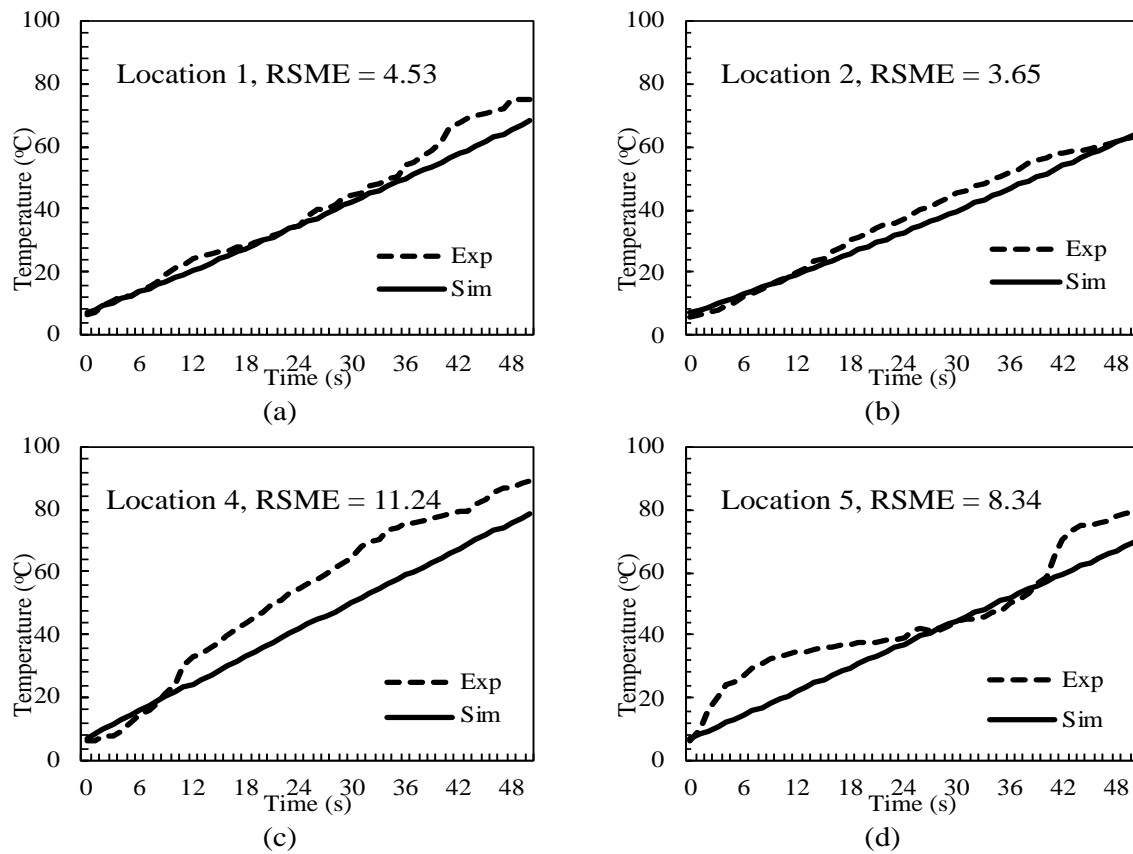 100
80
60
40
20
0
Temperature (ºC)
Location 1, RSME = 4.53
Exp
Sim
0 6 12 18 24 30 36 42 48
Time (s)
(a)
100
80
60
40
20
0
Temperature (ºC)
Location 2, RSME = 3.65
Exp
Sim
0 6 12 18 24 30 36 42 48
Time (s)
(b)
100
80
60
40
20
0
Temperature (ºC)
Location 4, RSME = 11.24
Exp
Sim
0 6 12 18 24 30 36 42 48
Time (s)
(c)
100
80
60
40
20
0
Temperature (ºC)
Location 5, RSME = 8.34
Exp
Sim
0 6 12 18 24 30 36 42 48
Time (s)
(d)